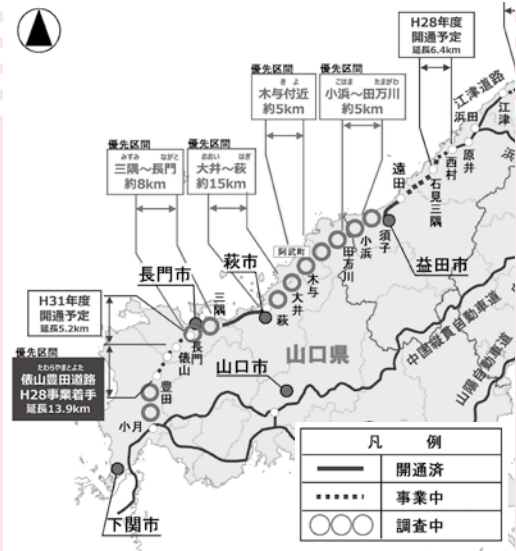 H28年度
開通予定
延長6.4km
江津道路
江津
浜田
原井
西村
石見三隅
遠田
優先区間
きよ
木与付近
約5km
優先区間
こはま たまがわ
小浜～田万川
約5km
優先区間
みすみ ながと
三隅～長門
約8km
優先区間
おおい はぎ
大井～萩
約15km
須子
小浜
田万川
阿武町
木与
大井
萩
益田市
萩市
長門市
三隅
長門
俵山
豊田
小月
H31年度
開通予定
延長5.2km
優先区間
たわらやまとよた
俵山豊田道路
H28事業着手
延長13.9km
山口県
山口市
下関市
中国縦貫自動車道
山陽自動車道
浜
凡 例
開通済
事業中
調査中